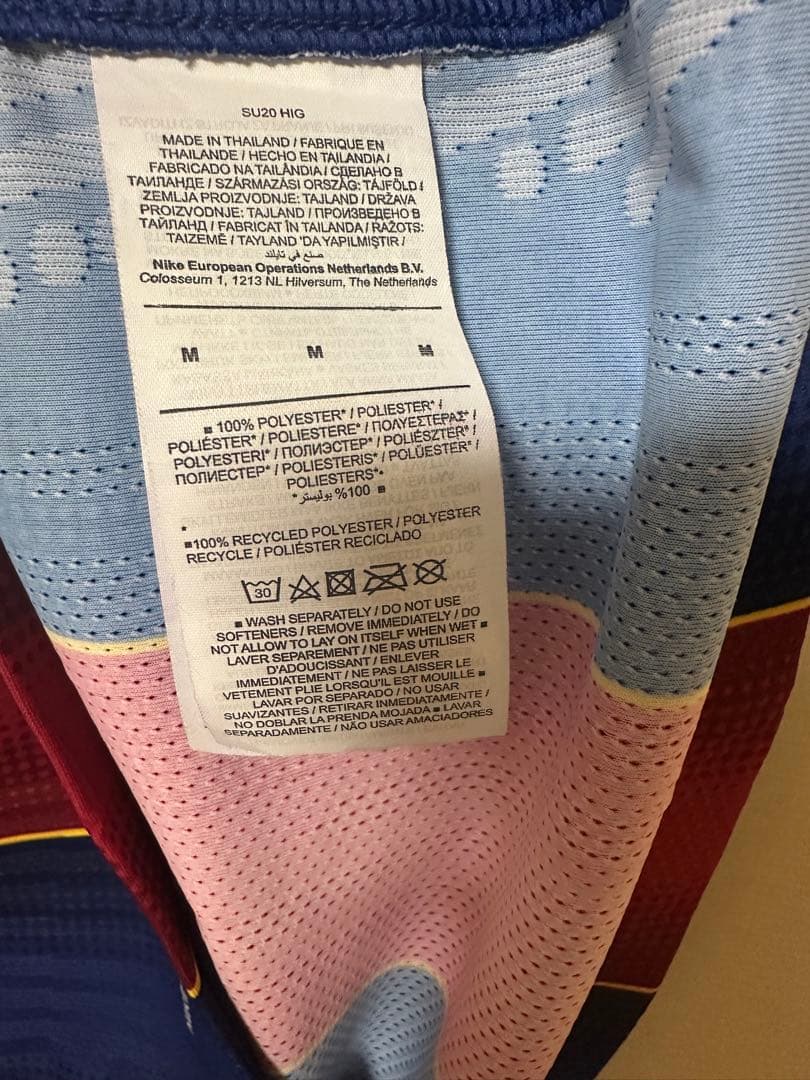 SU20 HIG
MADE IN THAILAND / FABRIQUE EN
THAILANDE / HECHO EN TAILANDIA /
FABRICADO NA TAILÂNDIA / СДЕЛАНО В
ТАИЛАНДЕ / SZÁRMAZÁSI ORSZÁG: TÁJFÖLD /
ZEMLJA PROIZVODNJE: TAJLAND / DRŽAVA
PROIZVODNJE: TAJLAND / ПРОИЗВЕДЕНО В
ТАЙЛАНД / FABRICAT ÎN TAILANDA / RAŽOTS:
TAIZEMĒ / TAYLAND 'DA YAPILMIŞTIR /
صنع في تايلند
Nike European Operations Netherlands B.V.
Colosseum 1, 1213 NL Hilversum, The Netherlands
M M M
100% POLYESTER* / POLIESTER* /
POLIÉSTER* / POLIESTERE* / ΠΟΛΥΕΣΤΕΡΑΣ* /
POLYESTERI* / ПОЛИЭСТЕР* / POLIÉSZTER* /
ПОЛИЕСТЕР* / POLIESTERIS* / POLÜESTER* /
POLIESTERS*
100% بوليستر*
*
100% RECYCLED POLYESTER / POLYESTER
RECYCLE / POLIÉSTER RECICLADO
30
WASH SEPARATELY / DO NOT USE
SOFTENERS / REMOVE IMMEDIATELY / DO
NOT ALLOW TO LAY ON ITSELF WHEN WET
LAVER SEPAREMENT / NE PAS UTILISER
D'ADOUCISSANT / ENLEVER
IMMEDIATEMENT / NE PAS LAISSER LE
VETEMENT PLIE LORSQU'IL EST MOUILLE
LAVAR POR SEPARADO / NO USAR
SUAVIZANTES / RETIRAR INMEDIATAMENTE /
NO DOBLAR LA PRENDA MOJADA ■ LAVAR
SEPARADAMENTE / NÃO USAR AMACIADORES